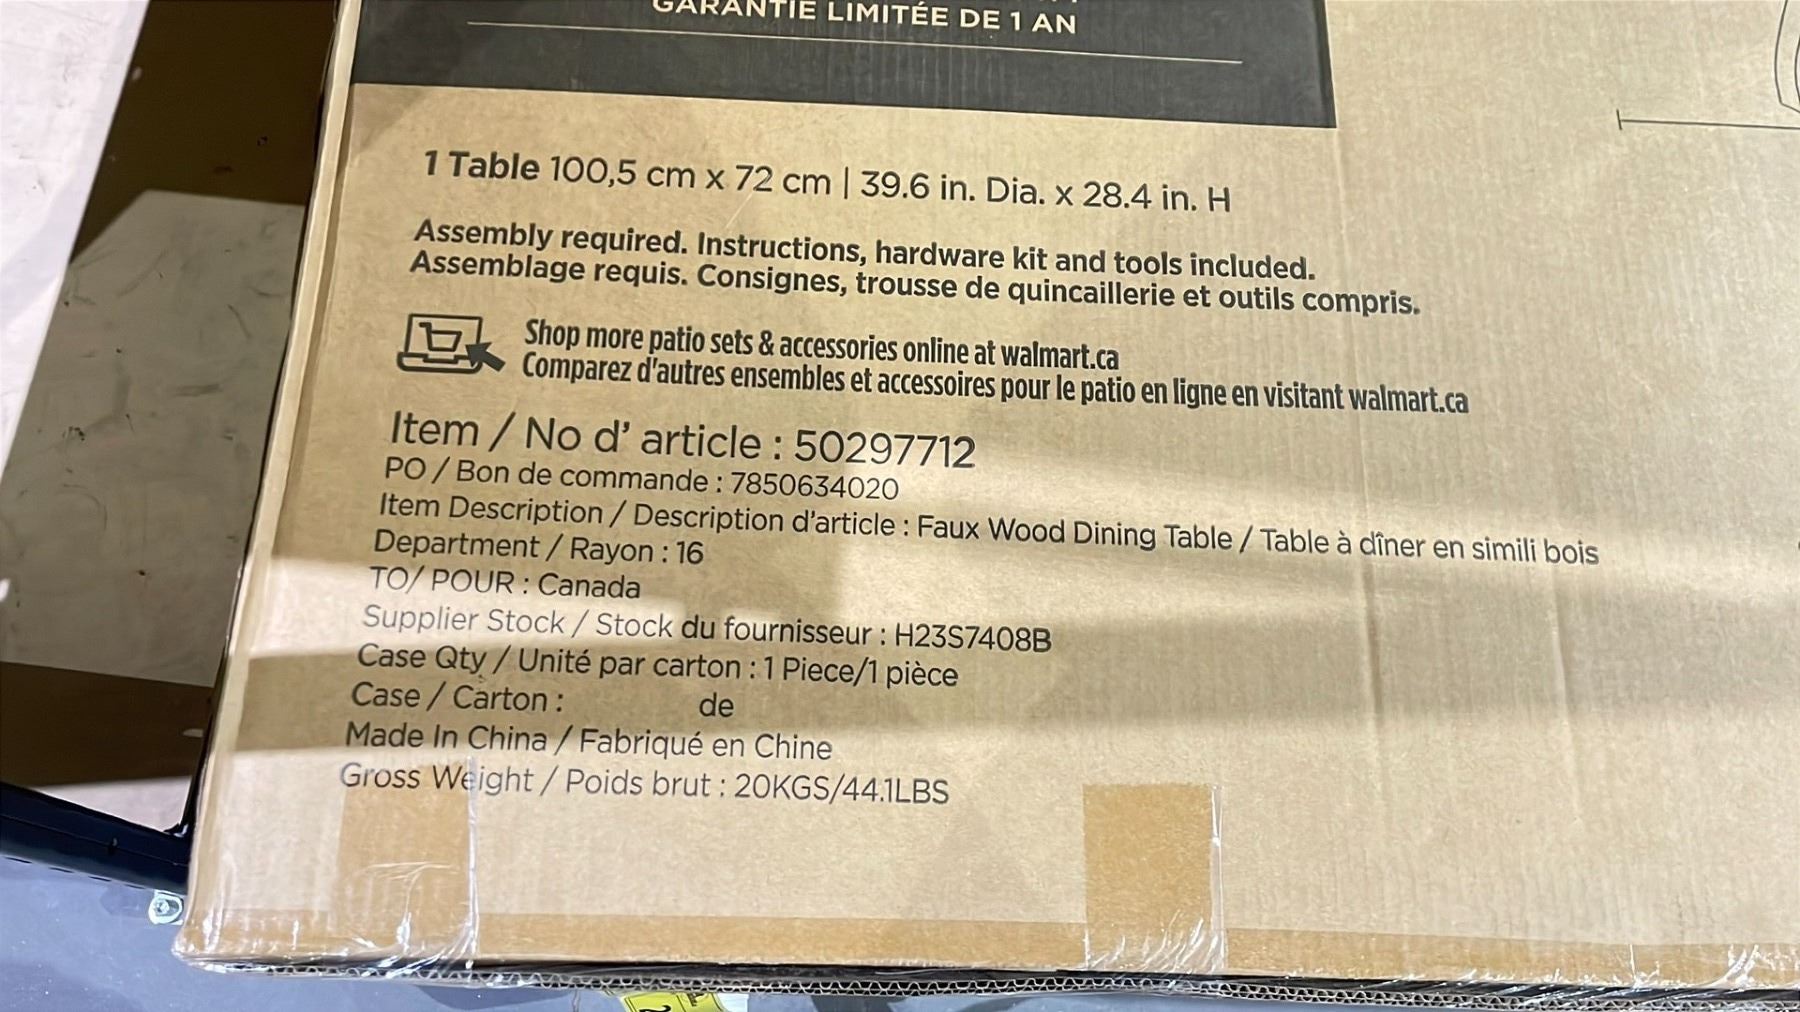 GARANTIE LIMITÉE DE 1 AN
1 Table 100,5 cm x 72 cm | 39.6 in. Dia. x 28.4 in. H
Assembly required. Instructions, hardware kit and tools included.
Assemblage requis. Consignes, trousse de quincaillerie et outils compris.
Shop more patio sets & accessories online at walmart.ca
Comparez d'autres ensembles et accessoires pour le patio en ligne en visitant walmart.ca
Item / No d' article : 50297712
PO / Bon de commande : 7850634020
Item Description / Description d'article : Faux Wood Dining Table / Table à dîner en simili bois
Department / Rayon : 16
TO/ POUR : Canada
Supplier Stock / Stock du fournisseur : H23S7408B
Case Qty / Unité par carton : 1 Piece/1 pièce
Case / Carton : de
Made In China / Fabriqué en Chine
Gross Weight / Poids brut : 20KGS/44.1LBS